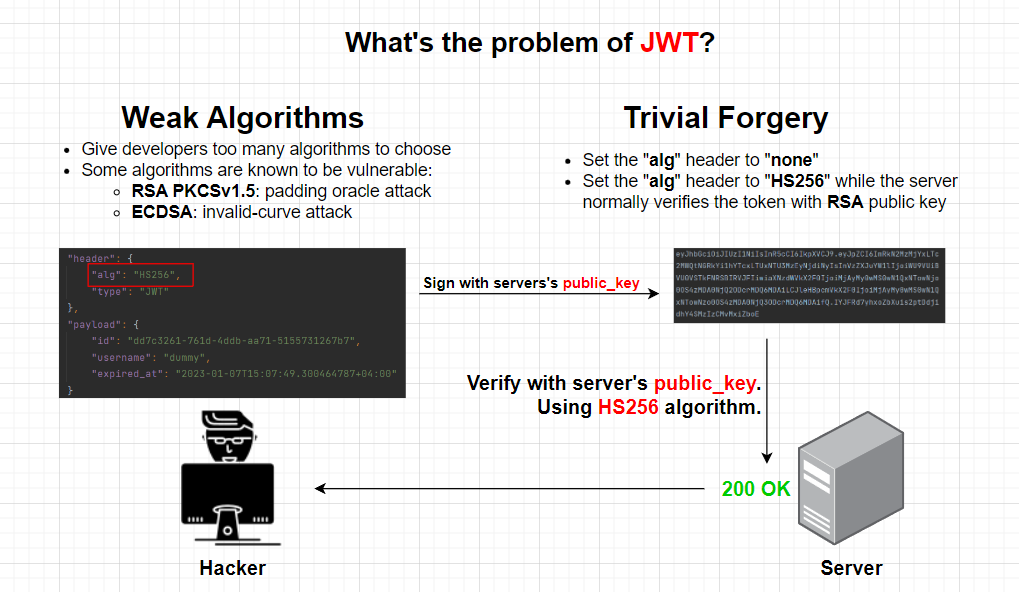 What's the problem of JWT?
Weak Algorithms
Give developers too many algorithms to choose
Some algorithms are known to be vulnerable:
RSA PKCSv1.5: padding oracle attack
ECDSA: invalid-curve attack
Trivial Forgery
Set the "alg" header to "none"
Set the "alg" header to "HS256" while the server
normally verifies the token with RSA public key
"header": {
"alg": "HS256",
"type": "JWT"
},
"payload": {
"id": "dd7c3261-761d-4ddb-aa71-5155731267b7",
"username": "dummy",
"expired_at": "2023-01-07T15:07:49.300464787+04:00"
}
Sign with servers's public_key
Verify with server's public_key.
Using HS256 algorithm.
200 OK
Hacker
Server